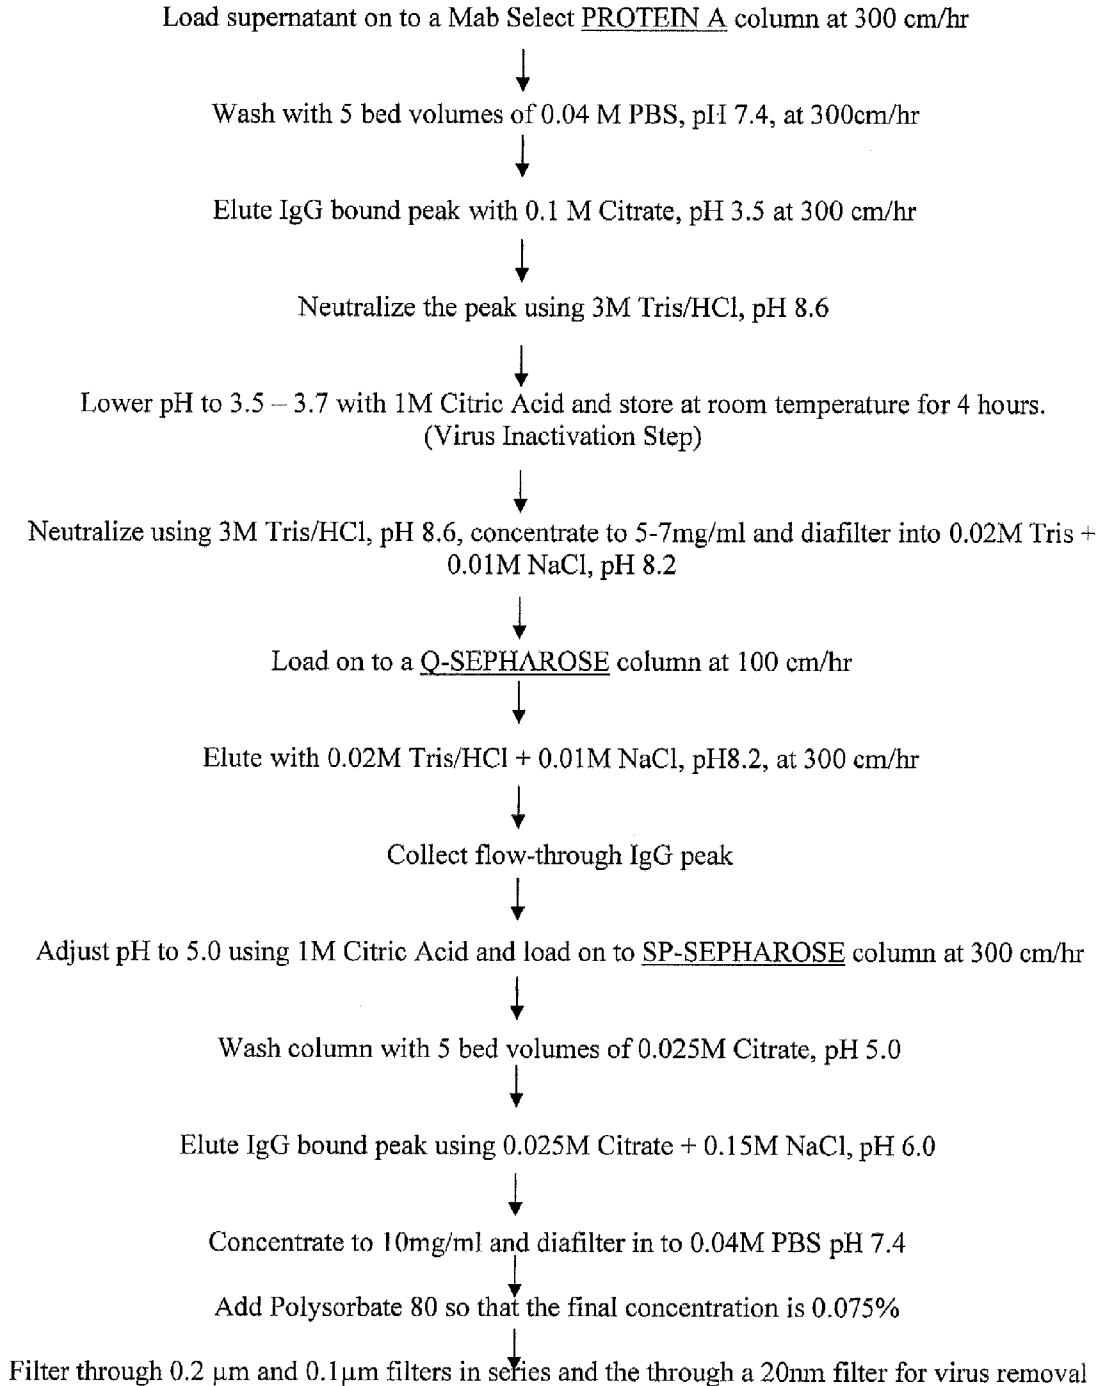 Load supernatant on to a Mab Select PROTEIN A column at 300 cm/hr
Wash with 5 bed volumes of 0.04 M PBS, pH 7.4, at 300cm/hr
Elute IgG bound peak with 0.1 M Citrate, pH 3.5 at 300 cm/hr
Neutralize the peak using 3M Tris/HCl, pH 8.6
Lower pH to 3.5 – 3.7 with 1M Citric Acid and store at room temperature for 4 hours.
(Virus Inactivation Step)
Neutralize using 3M Tris/HCl, pH 8.6, concentrate to 5-7mg/ml and diafilter into 0.02M Tris +
0.01M NaCl, pH 8.2
Load on to a Q-SEPHAROSE column at 100 cm/hr
Elute with 0.02M Tris/HCl + 0.01M NaCl, pH8.2, at 300 cm/hr
Collect flow-through IgG peak
Adjust pH to 5.0 using 1M Citric Acid and load on to SP-SEPHAROSE column at 300 cm/hr
Wash column with 5 bed volumes of 0.025M Citrate, pH 5.0
Elute IgG bound peak using 0.025M Citrate + 0.15M NaCl, pH 6.0
Concentrate to 10mg/ml and diafilter in to 0.04M PBS pH 7.4
Add Polysorbate 80 so that the final concentration is 0.075%
Filter through 0.2 µm and 0.1µm filters in series and the through a 20nm filter for virus removal